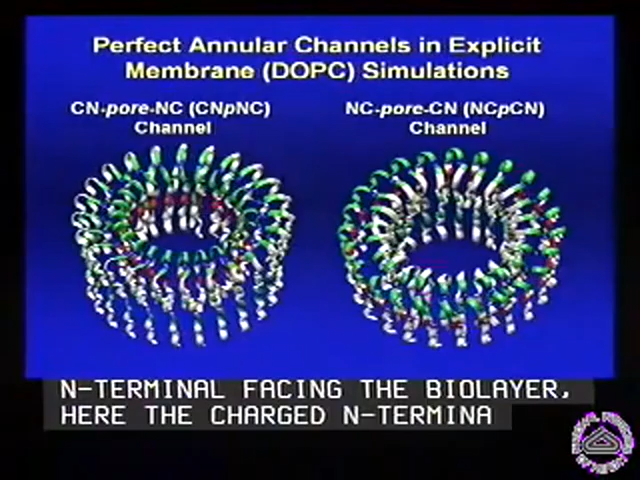 Perfect Annular Channels in Explicit
Membrane (DOPC) Simulations
CN-pore-NC (CNpNC)
Channel
NC-pore-CN (NCpCN)
Channel
N-TERMINAL FACING THE BIOLAYER,
HERE THE CHARGED N-TERMINA